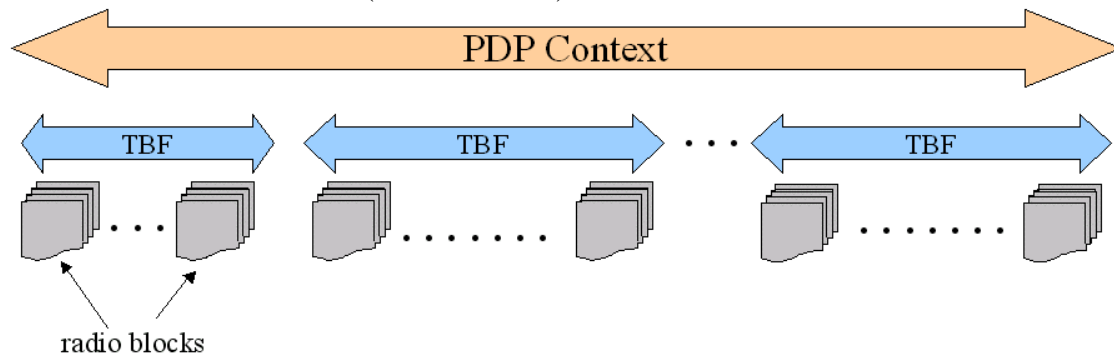 PDP Context
TBF TBF . . . TBF
. . . . . . . . . . . . . . . . .
radio blocks